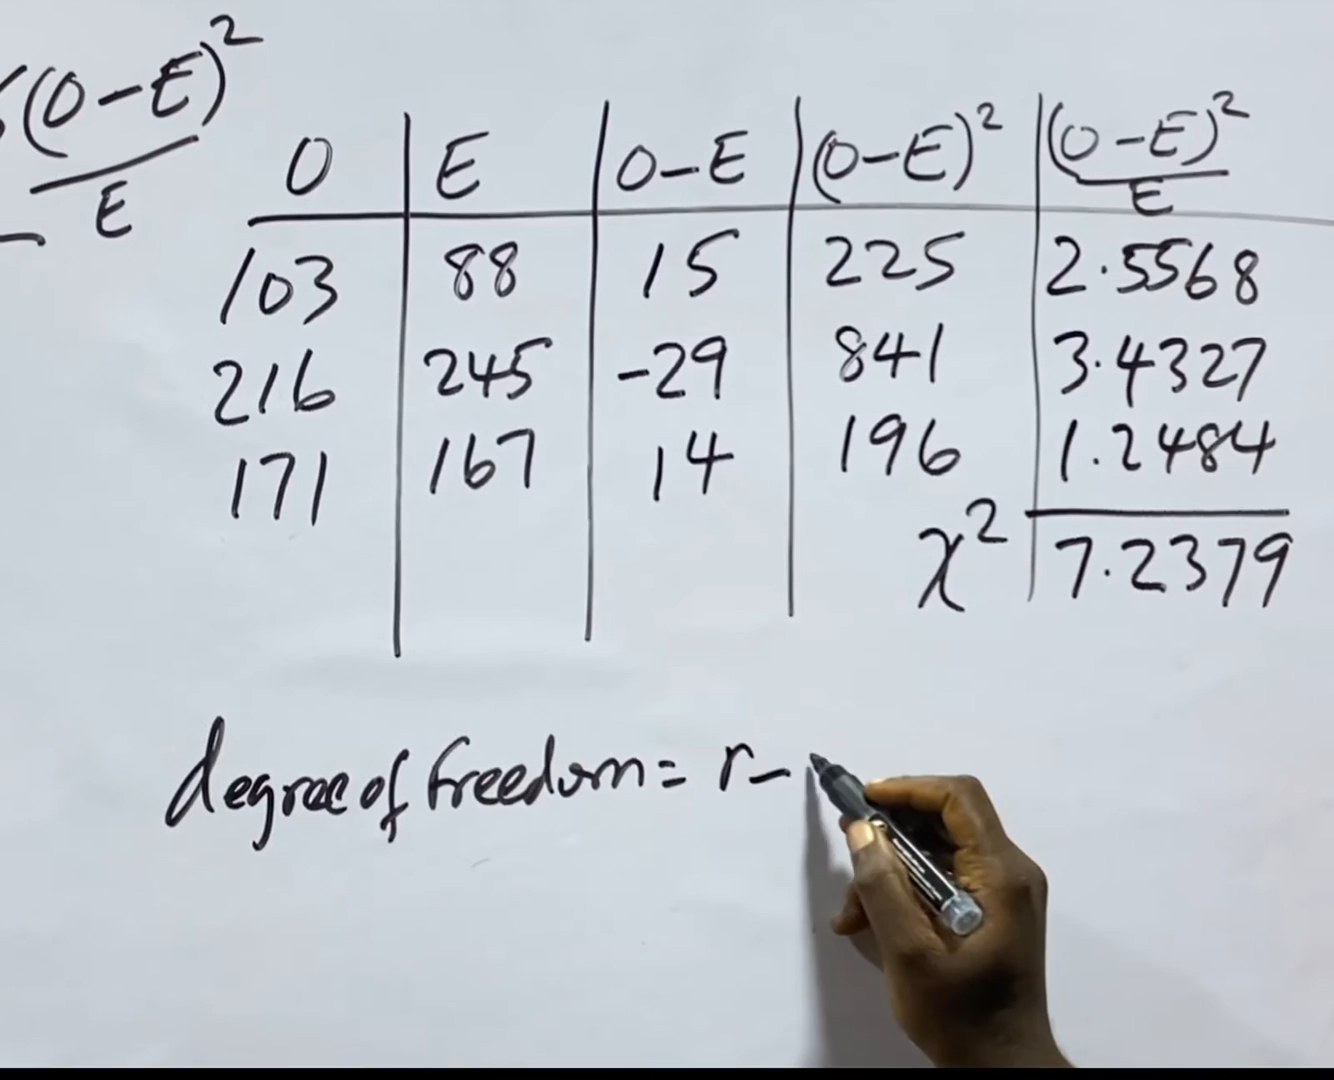 (O-E)²
E
O E O-E (O-E)² (O-E)²
E
103 88 15 225 2.5568
216 245 -29 841 3.4327
171 167 14 196 1.2484
χ² 7.2379
degree of freedom = r-